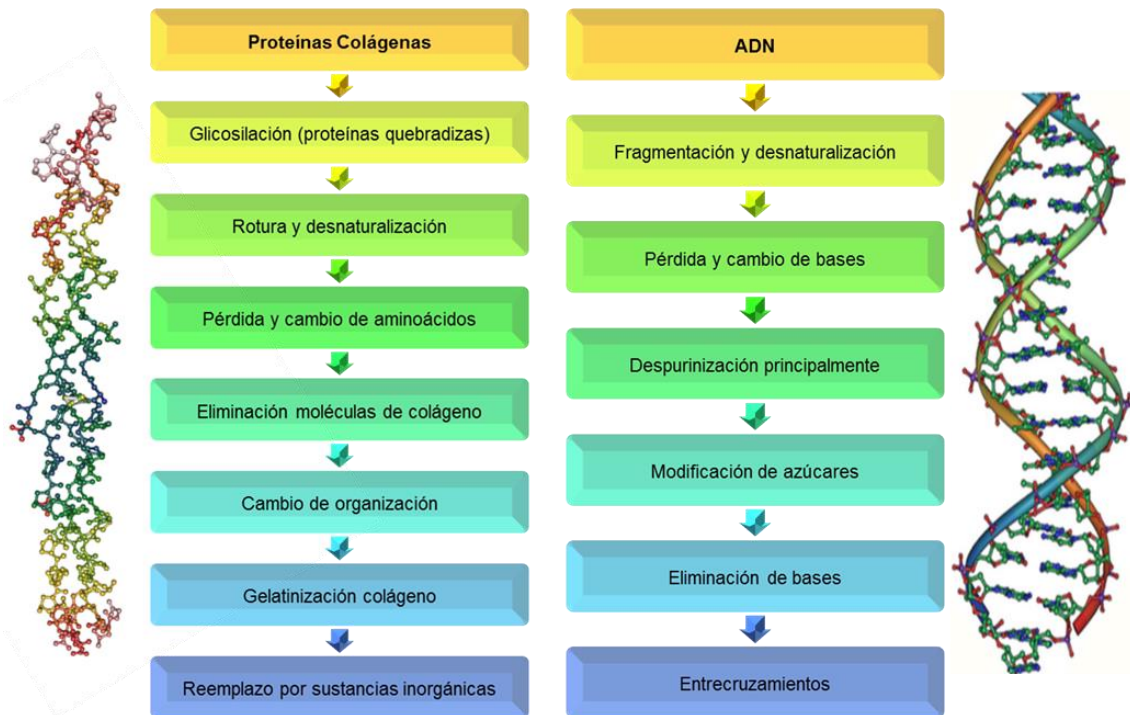 Proteínas Colágenas
Glicosilación (proteínas quebradizas)
Rotura y desnaturalización
Pérdida y cambio de aminoácidos
Eliminación moléculas de colágeno
Cambio de organización
Gelatinización colágeno
Reemplazo por sustancias inorgánicas
ADN
Fragmentación y desnaturalización
Pérdida y cambio de bases
Despurinización principalmente
Modificación de azúcares
Eliminación de bases
Entrecruzamientos